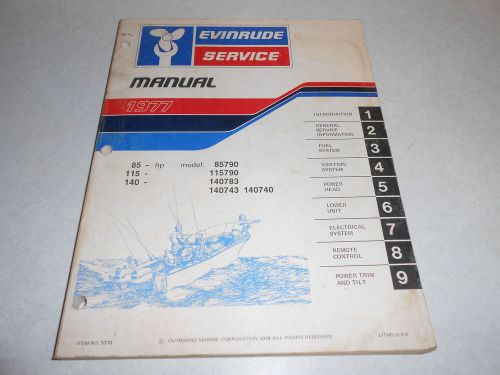 EVINRUDE
SERVICE
MANUAL
1977
85 - hp model: 85790
115 - 115790
140 - 140783
140743 140740
INTRODUCTION 1
GENERAL SERVICE INFORMATION 2
FUEL SYSTEM 3
IGNITION SYSTEM 4
POWER HEAD 5
LOWER UNIT 6
ELECTRICAL SYSTEM 7
REMOTE CONTROL 8
POWER TRIM AND TILT 9
ITEM NO.
© OUTBOARD MARINE CORPORATION 1976 ALL RIGHTS RESERVED
LITHO U.S.A.